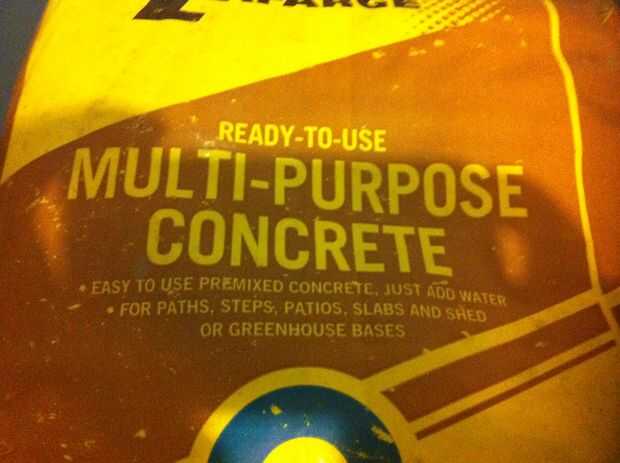 READY-TO-USE
MULTI-PURPOSE
CONCRETE
• EASY TO USE PREMIXED CONCRETE, JUST ADD WATER
• FOR PATHS, STEPS, PATIOS, SLABS AND SHED
OR GREENHOUSE BASES